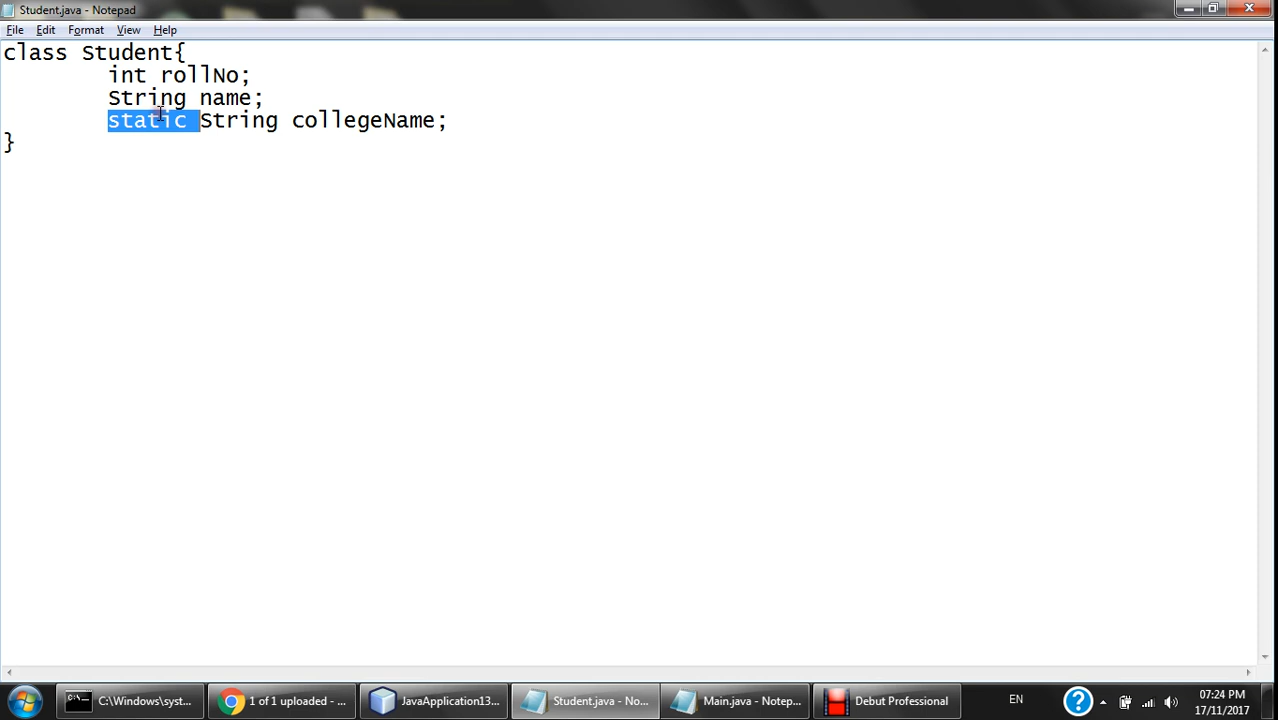 Student.java - Notepad
File Edit Format View Help
class Student{
int rollNo;
String name;
static String collegeName;
}
C:\Windows\syst...
1 of 1 uploaded - ...
JavaApplication13...
Student.java - No...
Main.java - Notep...
Debut Professional
EN
07:24 PM
17/11/2017